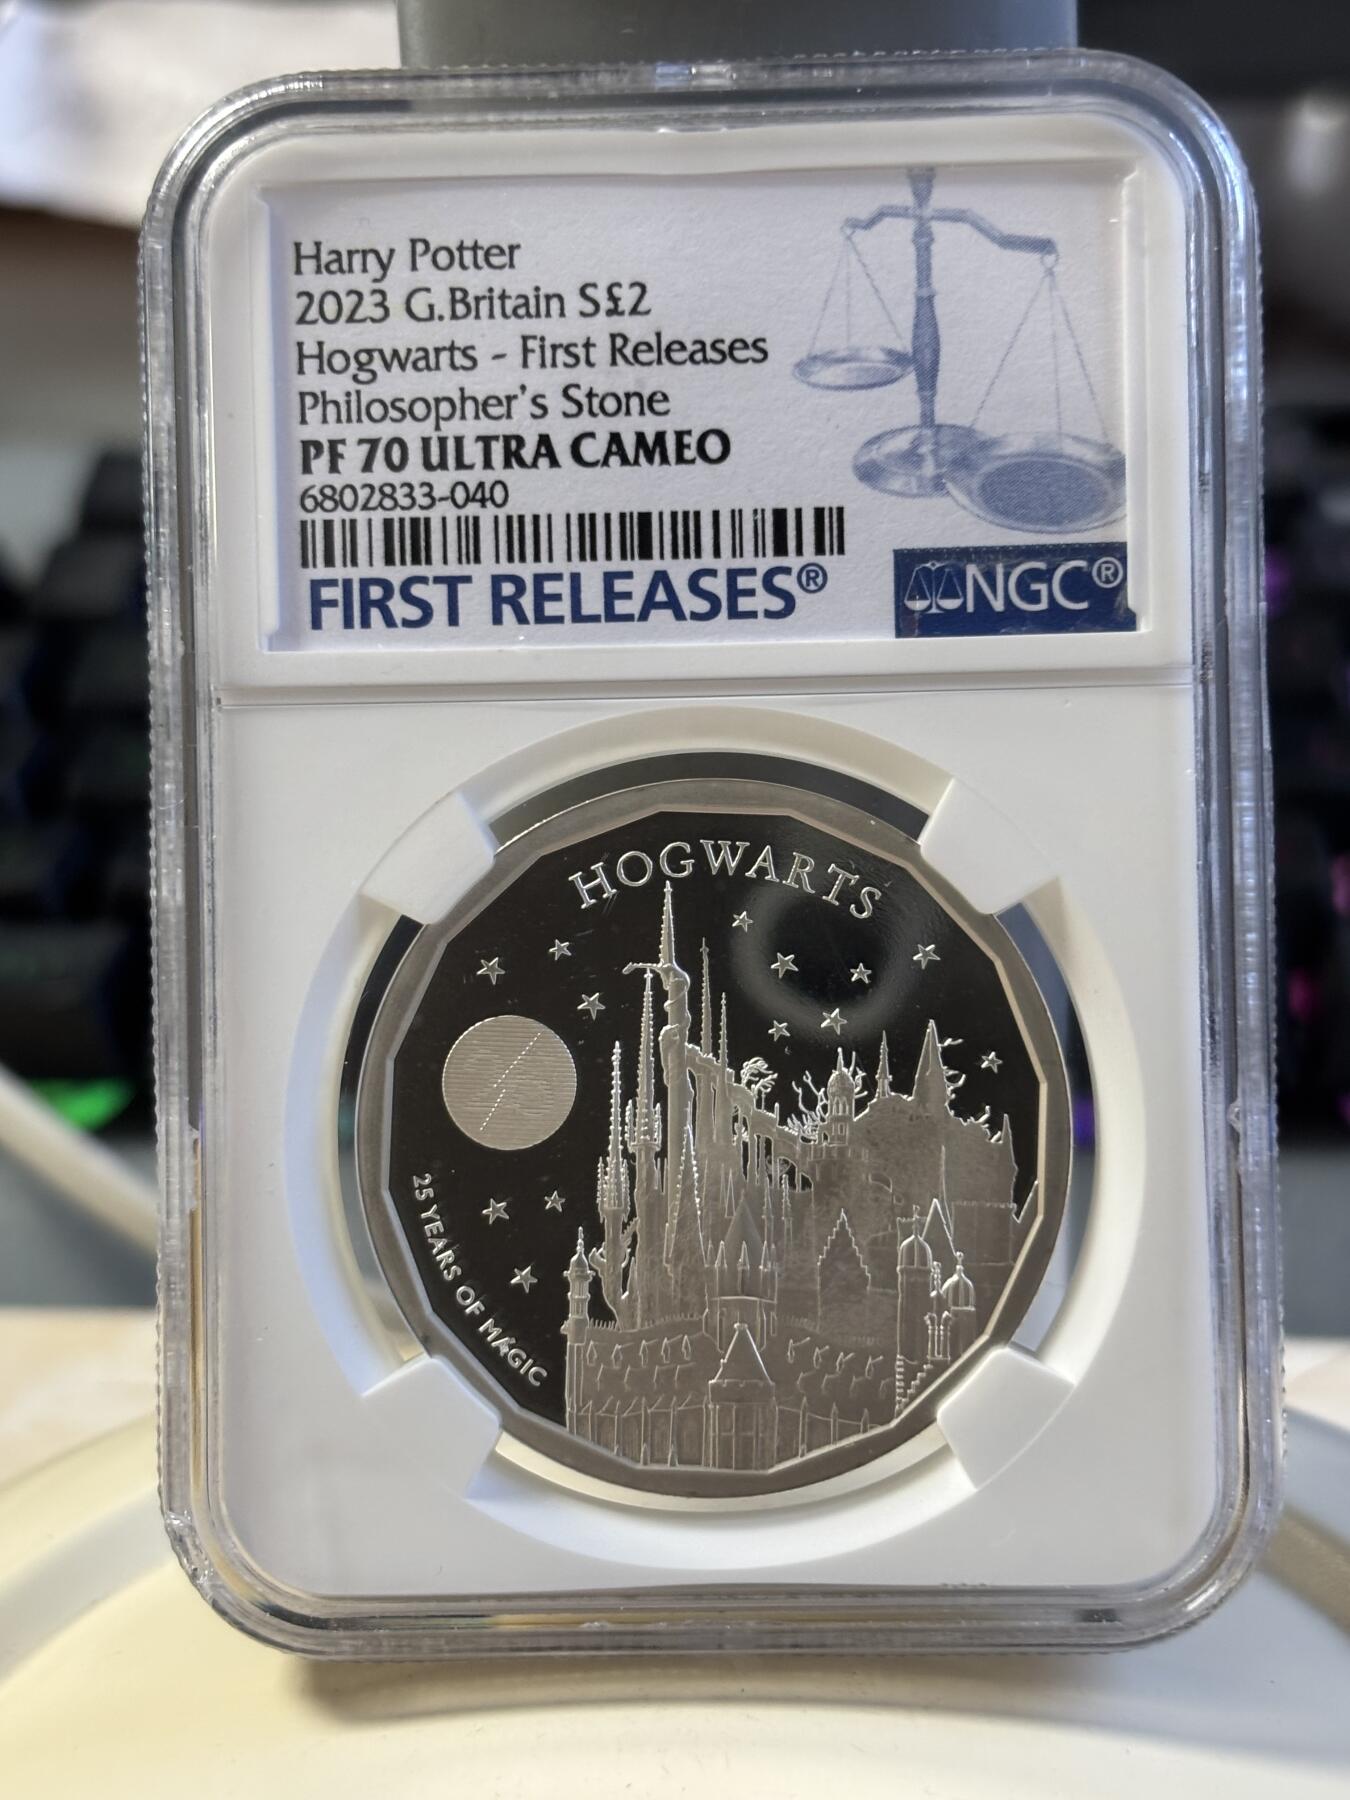 Harry Potter
2023 G.Britain S£2
Hogwarts - First Releases
Philosopher's Stone
PF 70 ULTRA CAMEO
6802833-040
FIRST RELEASES®
NGC®
HOGWARTS
25 YEARS OF MAGIC